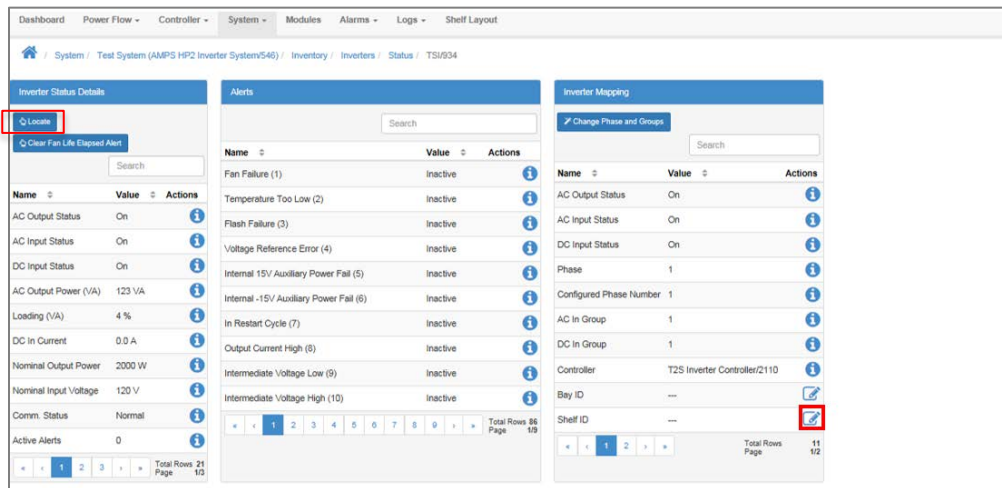 Dashboard Power Flow Controller System Modules Alarms Logs Shelf Layout
/ System / Test System (AMPS HP2 Inverter System/546) / Inventory / Inverters / Status / TSI/934
Inverter Status Details
Locate
Clear Fan Life Elapsed Alert
Search
Name Value Actions
AC Output Status On
AC Input Status On
DC Input Status On
AC Output Power (VA) 123 VA
Loading (VA) 4 %
DC In Current 0.0 A
Nominal Output Power 2000 W
Nominal Input Voltage 120 V
Comm. Status Normal
Active Alerts 0
« ‹ 1 2 3 › » Total Rows 21
Page 1/3
Alerts
Search
Name Value Actions
Fan Failure (1) Inactive
Temperature Too Low (2) Inactive
Flash Failure (3) Inactive
Voltage Reference Error (4) Inactive
Internal 15V Auxiliary Power Fail (5) Inactive
Internal -15V Auxiliary Power Fail (6) Inactive
In Restart Cycle (7) Inactive
Output Current High (8) Inactive
Intermediate Voltage Low (9) Inactive
Intermediate Voltage High (10) Inactive
« ‹ 1 2 3 4 5 6 7 8 9 › » Total Rows 86
Page 1/9
Inverter Mapping
Change Phase and Groups
Search
Name Value Actions
AC Output Status On
AC Input Status On
DC Input Status On
Phase 1
Configured Phase Number 1
AC In Group 1
DC In Group 1
Controller T2S Inverter Controller/2110
Bay ID ---
Shelf ID ---
« ‹ 1 2 › » Total Rows 11
Page 1/2